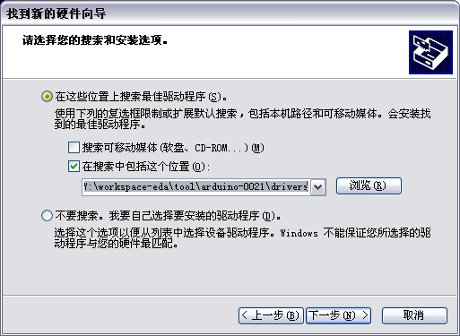 找到新的硬件向导
请选择您的搜索和安装选项。
在这些位置上搜索最佳驱动程序(S)。
使用下列的复选框限制或扩展默认搜索，包括本机路径和可移动媒体。会安装找
到的最佳驱动程序。
搜索可移动媒体(软盘、CD-ROM...)(M)
在搜索中包括这个位置(O):
Y:\workspace-eda\tool\arduino-0021\drivers
浏览(R)
不要搜索。我要自己选择要安装的驱动程序(D)。
选择这个选项以便从列表中选择设备驱动程序。Windows 不能保证您所选择的驱
动程序与您的硬件最匹配。
< 上一步(B)
下一步(N) >
取消